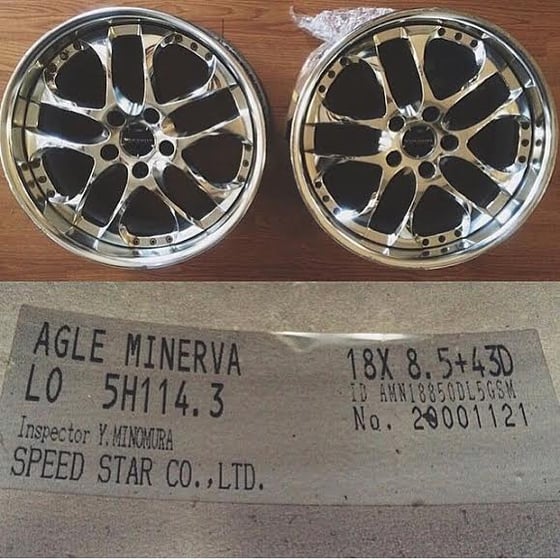 AGLE MINERVA
18X 8.5+43D
LO 5H114.3
ID AMN18850DL5GSM
No. 20001121
Inspector Y.MINOMURA
SPEED STAR CO.,LTD.